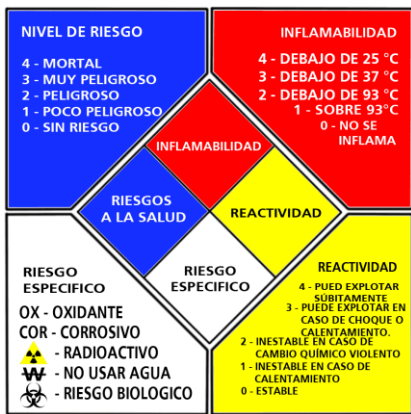 NIVEL DE RIESGO
4 - MORTAL
3 - MUY PELIGROSO
2 - PELIGROSO
1 - POCO PELIGROSO
0 - SIN RIESGO
INFLAMABILIDAD
4 - DEBAJO DE 25 °C
3 - DEBAJO DE 37 °C
2 - DEBAJO DE 93 °C
1 - SOBRE 93°C
0 - NO SE
INFLAMA
INFLAMABILIDAD
RIESGOS
A LA SALUD
REACTIVIDAD
RIESGO
ESPECIFICO
RIESGO
ESPECIFICO
OX - OXIDANTE
COR - CORROSIVO
- RADIOACTIVO
W - NO USAR AGUA
- RIESGO BIOLOGICO
REACTIVIDAD
4 - PUED EXPLOTAR
SÚBITAMENTE
3 - PUEDE EXPLOTAR EN
CASO DE CHOQUE O
CALENTAMIENTO.
2 - INESTABLE EN CASO DE
CAMBIO QUÍMICO VIOLENTO
1 - INESTABLE EN CASO DE
CALENTAMIENTO
0 - ESTABLE